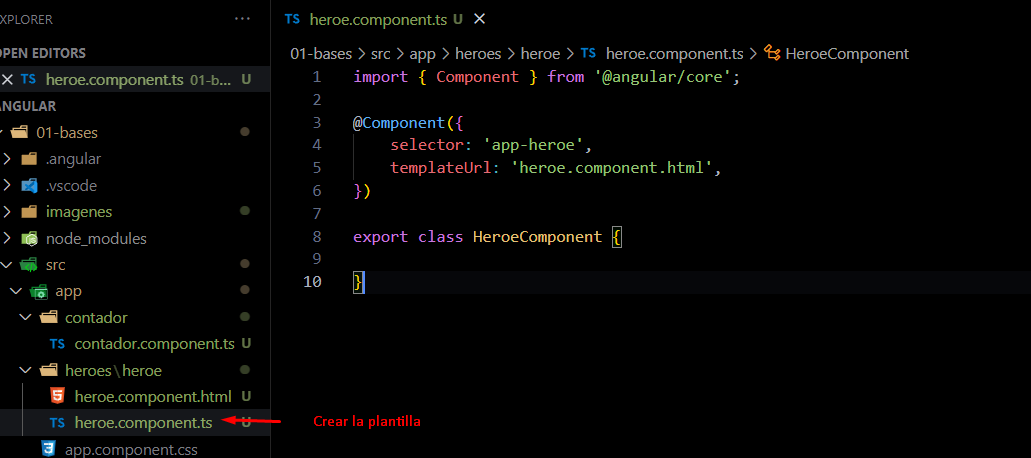 EXPLORER
OPEN EDITORS
TS heroe.component.ts 01-b... U
ANGULAR
01-bases
.angular
.vscode
imagenes
node_modules
src
app
contador
TS contador.component.ts U
heroes\heroe
heroe.component.html U
TS heroe.component.ts U
app.component.css
TS heroe.component.ts U
01-bases > src > app > heroes > heroe > TS heroe.component.ts > HeroeComponent
1 import { Component } from '@angular/core';
2
3 @Component({
4 selector: 'app-heroe',
5 templateUrl: 'heroe.component.html',
6 })
7
8 export class HeroeComponent {
9
10 }
Crear la plantilla